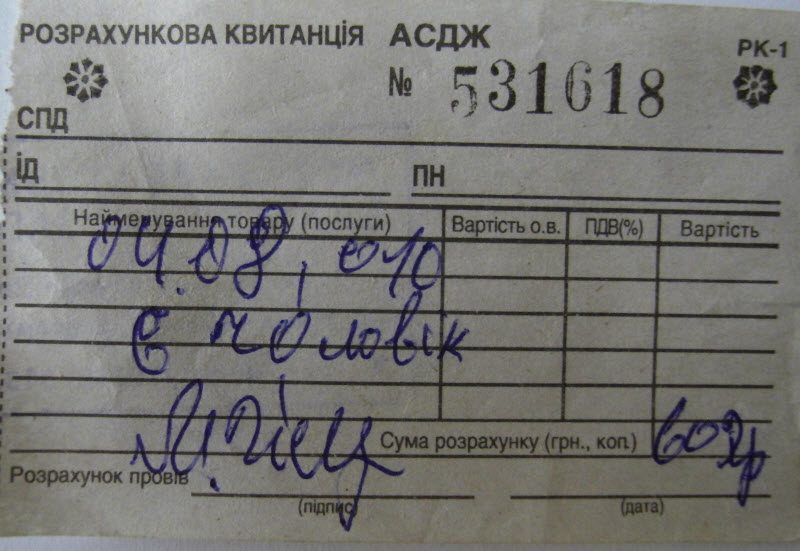 РОЗРАХУНКОВА КВИТАНЦІЯ АСДЖ РК-1
№ 531618
СПД
ІД ПН
Найменування товару (послуги) Вартість о.в. ПДВ(%) Вартість
04.08, 010
6 чоловік
Сума розрахунку (грн., коп.) 60 гр
Розрахунок провів
(підпис) (дата)